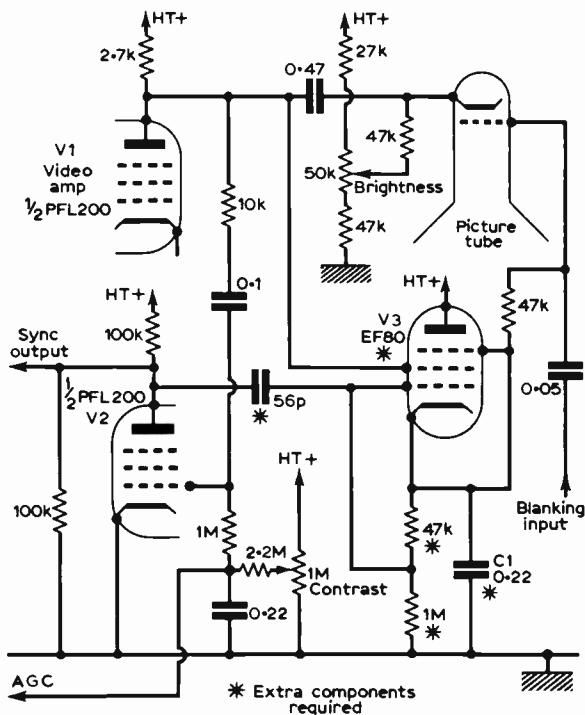 HT+
2·7k
HT+
27k
0·47
V1
Video
amp
½PFL200
10k
50k
47k
Brightness
47k
Picture
tube
HT+
100k
0·1
HT+
V3
EF80
✱
47k
Sync
output
½PFL200
V2
56p
✱
0·05
100k
HT+
1M
2·2M
1M
Contrast
0·22
47k
✱
1M
✱
C1
0·22
✱
Blanking
input
AGC
✱ Extra components
required